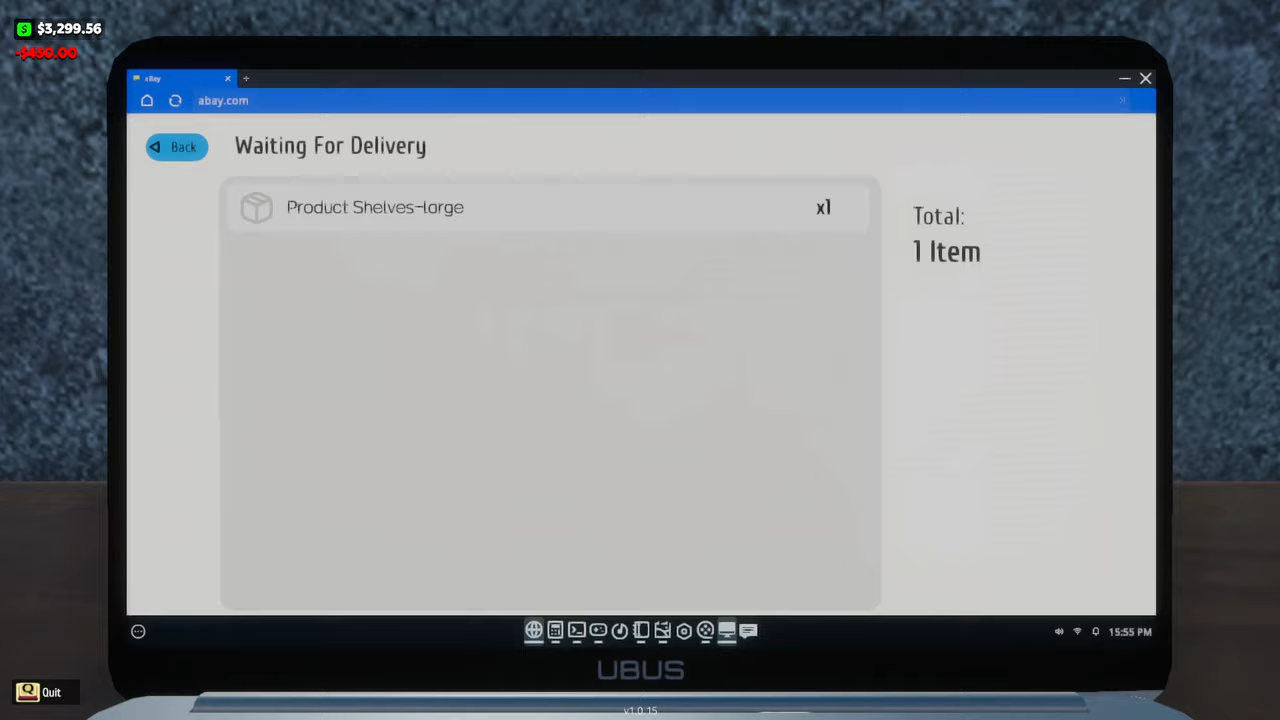 $3,299.56
-$450.00
aBay
abay.com
Back
Waiting For Delivery
Product Shelves-large x1
Total:
1 Item
15:55 PM
UBUS
Q Quit
v1.0.15